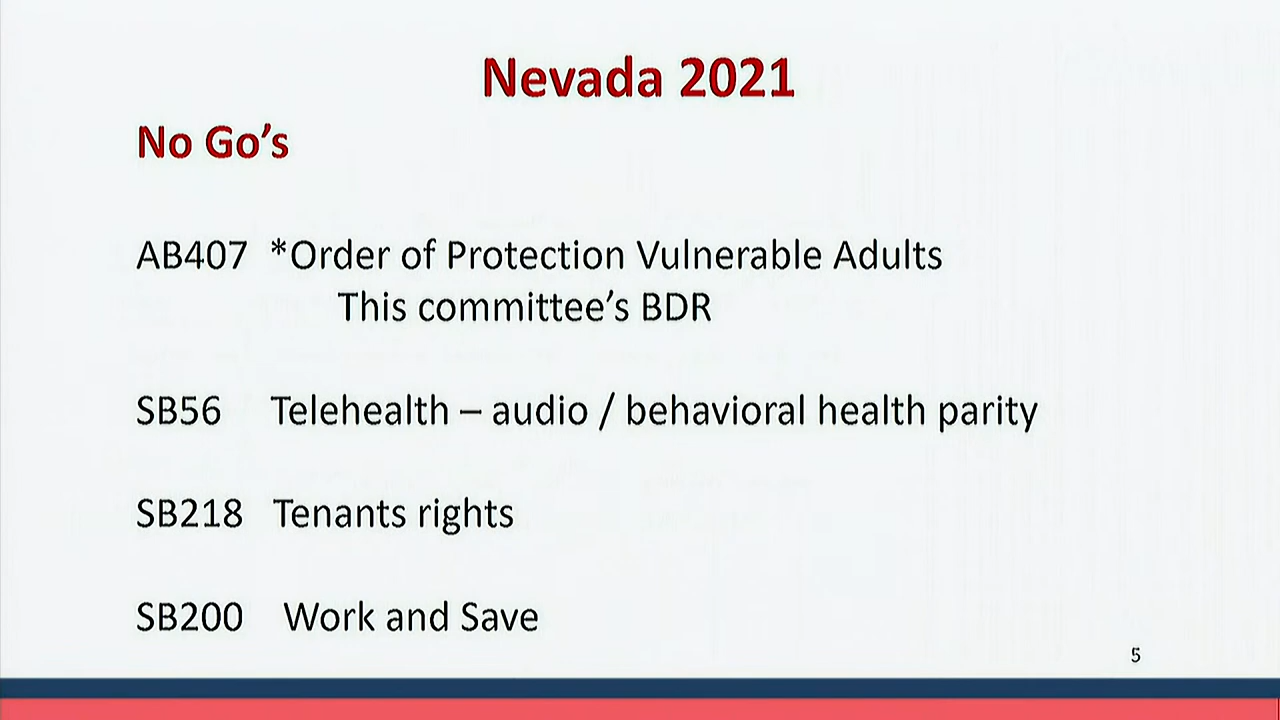 Nevada 2021
No Go’s
AB407 *Order of Protection Vulnerable Adults
This committee’s BDR
SB56 Telehealth – audio / behavioral health parity
SB218 Tenants rights
SB200 Work and Save
5